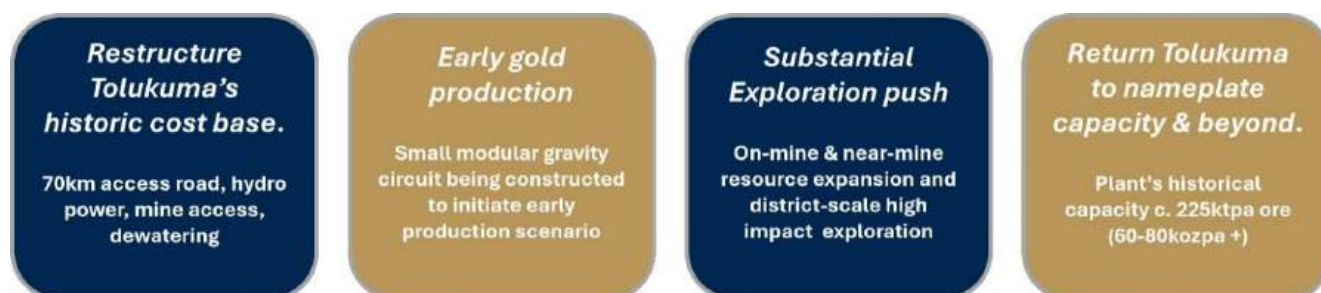 Restructure
Tolukuma's
historic cost base.
70km access road, hydro
power, mine access,
dewatering
Early gold
production
Small modular gravity
circuit being constructed
to initiate early
production scenario
Substantial
Exploration push
On-mine & near-mine
resource expansion and
district-scale high
impact exploration
Return Tolukuma
to nameplate
capacity & beyond.
Plant's historical
capacity c. 225ktpa ore
(60-80kozpa +)